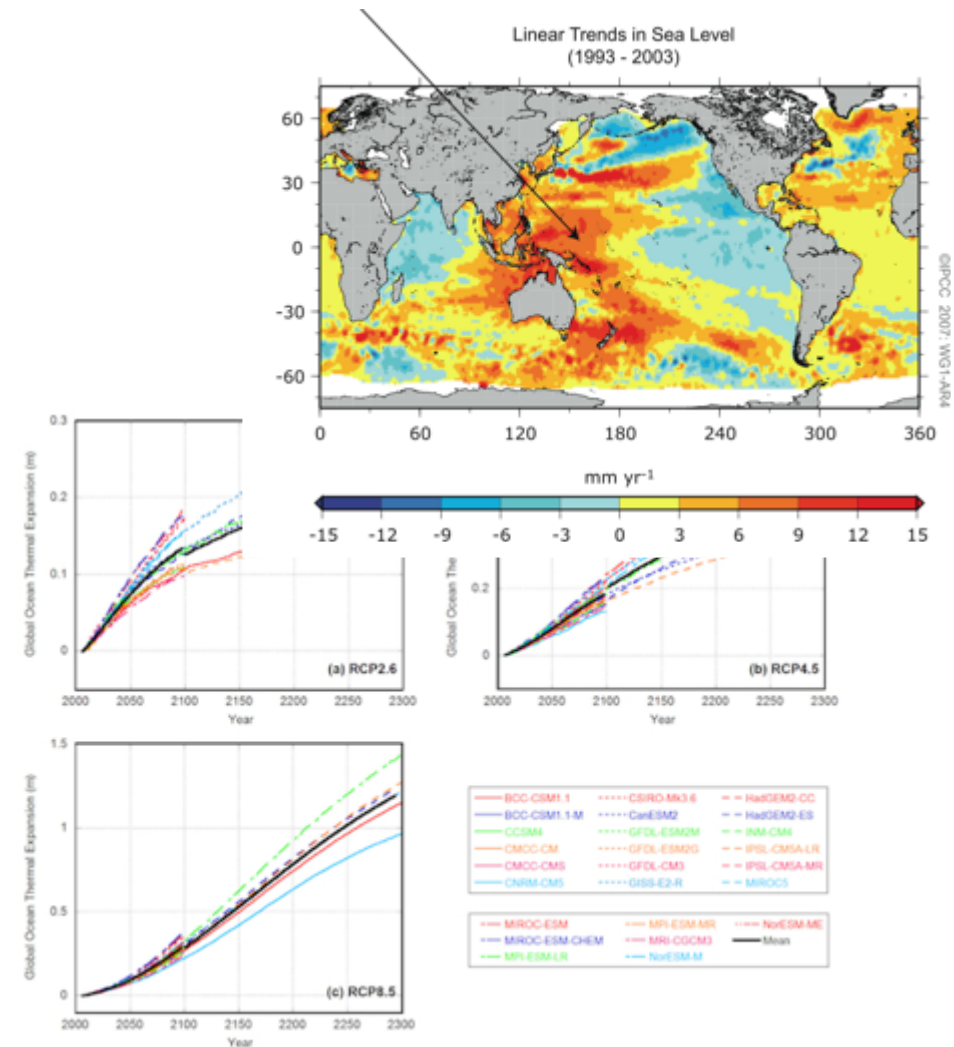 Linear Trends in Sea Level
(1993 - 2003)
60
30
0
-30
-60
0 60 120 180 240 300 360
©IPCC 2007: WG1-AR4
mm yr-1
-15 -12 -9 -6 -3 0 3 6 9 12 15
Global Ocean Thermal Expansion (m)
0.3
0.2
0.1
0
(a) RCP2.6
2000 2050 2100 2150 2200 2250 2300
Year
Global Ocean The
0.2
0
(b) RCP4.5
2000 2050 2100 2150 2200 2250 2300
Year
Global Ocean Thermal Expansion (m)
1.5
1
0.5
0
(c) RCP8.5
2000 2050 2100 2150 2200 2250 2300
Year
BCC-CSM1.1 CSIRO-Mk3.6 HadGEM2-CC
BCC-CSM1.1-M CanESM2 HadGEM2-ES
CCSM4 GFDL-ESM2M INM-CM4
CMCC-CM GFDL-ESM2G IPSL-CM5A-LR
CMCC-CMS GFDL-CM3 IPSL-CM5A-MR
CNRM-CM5 GISS-E2-R MIROC5
MIROC-ESM MPI-ESM-MR NorESM-ME
MIROC-ESM-CHEM MRI-CGCM3 Mean
MPI-ESM-LR NorESM-M